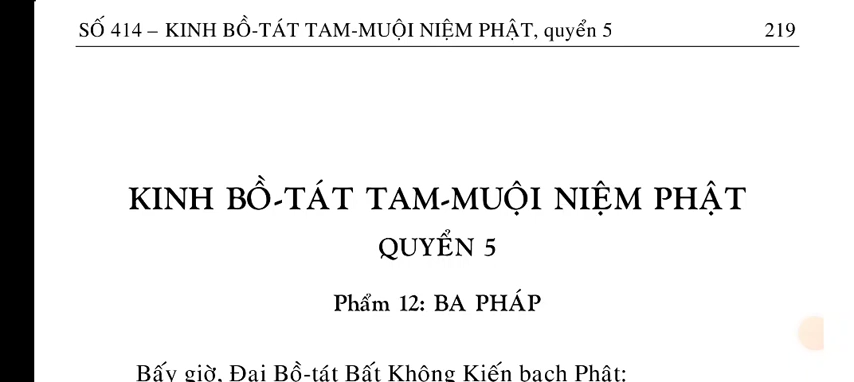 SỐ 414 – KINH BỒ-TÁT TAM-MUỘI NIỆM PHẬT, quyển 5 219
KINH BỒ-TÁT TAM-MUỘI NIỆM PHẬT
QUYỂN 5
Phẩm 12: BA PHÁP
Bấy giờ, Đại Bồ-tát Bất Không Kiến bạch Phật: